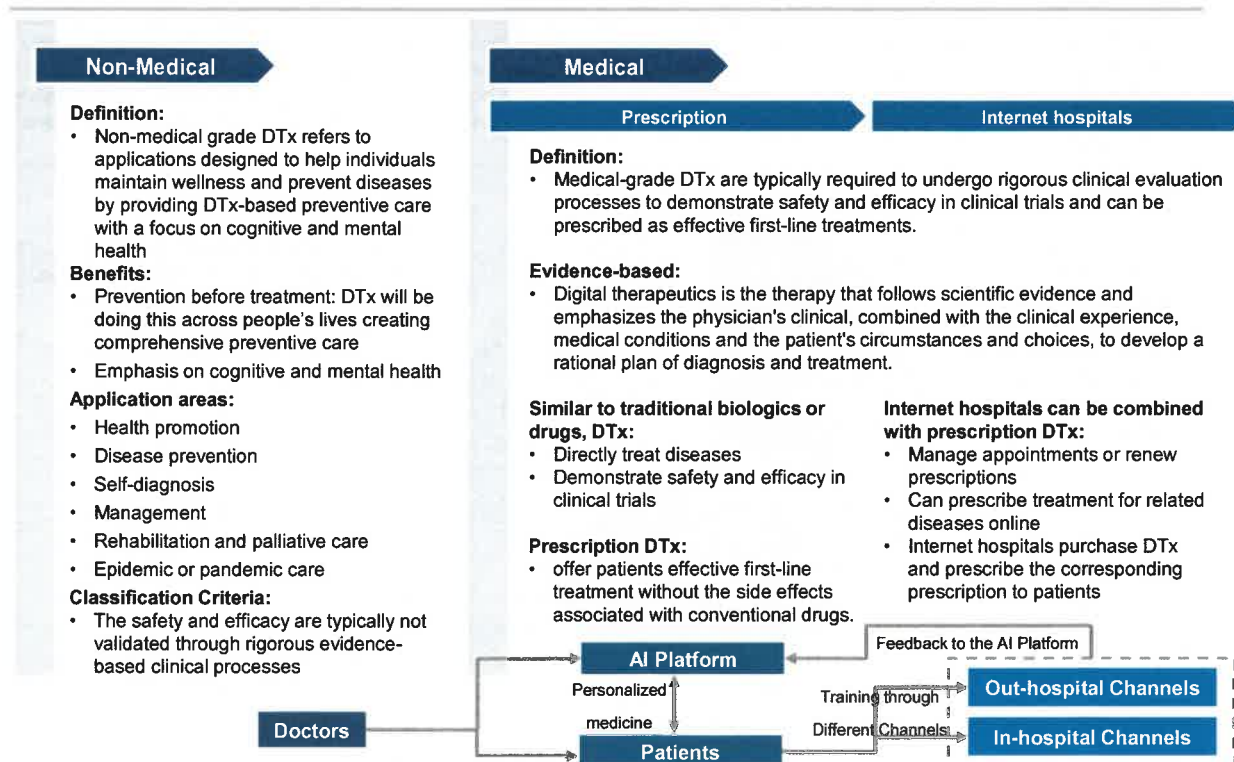 Non-Medical
Definition:
• Non-medical grade DTx refers to
applications designed to help individuals
maintain wellness and prevent diseases
by providing DTx-based preventive care
with a focus on cognitive and mental
health
Benefits:
• Prevention before treatment: DTx will be
doing this across people's lives creating
comprehensive preventive care
• Emphasis on cognitive and mental health
Application areas:
• Health promotion
• Disease prevention
• Self-diagnosis
• Management
• Rehabilitation and palliative care
• Epidemic or pandemic care
Classification Criteria:
• The safety and efficacy are typically not
validated through rigorous evidence-
based clinical processes
Medical
Prescription
Internet hospitals
Definition:
• Medical-grade DTx are typically required to undergo rigorous clinical evaluation
processes to demonstrate safety and efficacy in clinical trials and can be
prescribed as effective first-line treatments.
Evidence-based:
• Digital therapeutics is the therapy that follows scientific evidence and
emphasizes the physician's clinical, combined with the clinical experience,
medical conditions and the patient's circumstances and choices, to develop a
rational plan of diagnosis and treatment.
Similar to traditional biologics or
drugs, DTx:
• Directly treat diseases
• Demonstrate safety and efficacy in
clinical trials
Prescription DTx:
• offer patients effective first-line
treatment without the side effects
associated with conventional drugs.
Internet hospitals can be combined
with prescription DTx:
• Manage appointments or renew
prescriptions
• Can prescribe treatment for related
diseases online
• Internet hospitals purchase DTx
and prescribe the corresponding
prescription to patients
Doctors
AI Platform
Personalized
medicine
Patients
Feedback to the AI Platform
Training through
Different Channels
Out-hospital Channels
In-hospital Channels